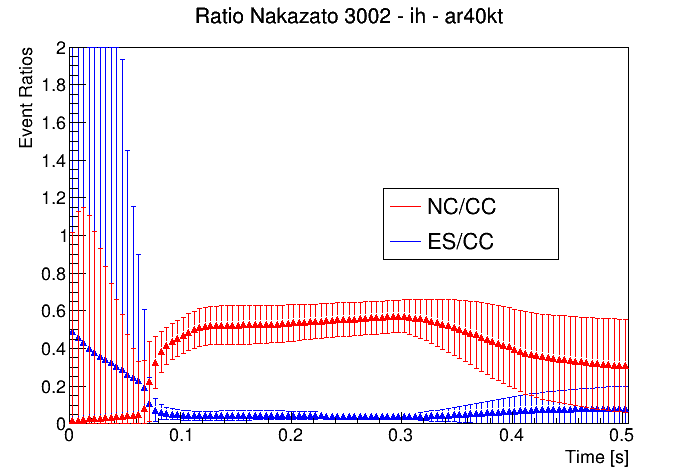 Ratio Nakazato 3002 - ih - ar40kt
Event Ratios
2
1.8
1.6
1.4
1.2
1
0.8
0.6
0.4
0.2
0
NC/CC
ES/CC
0 0.1 0.2 0.3 0.4 0.5
Time [s]